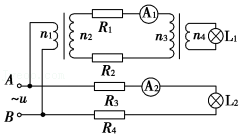 R₁ A₁
n₁ n₂ n₃ n₄ L₁
R₂
A A₂
~u R₃ L₂
B
R₄